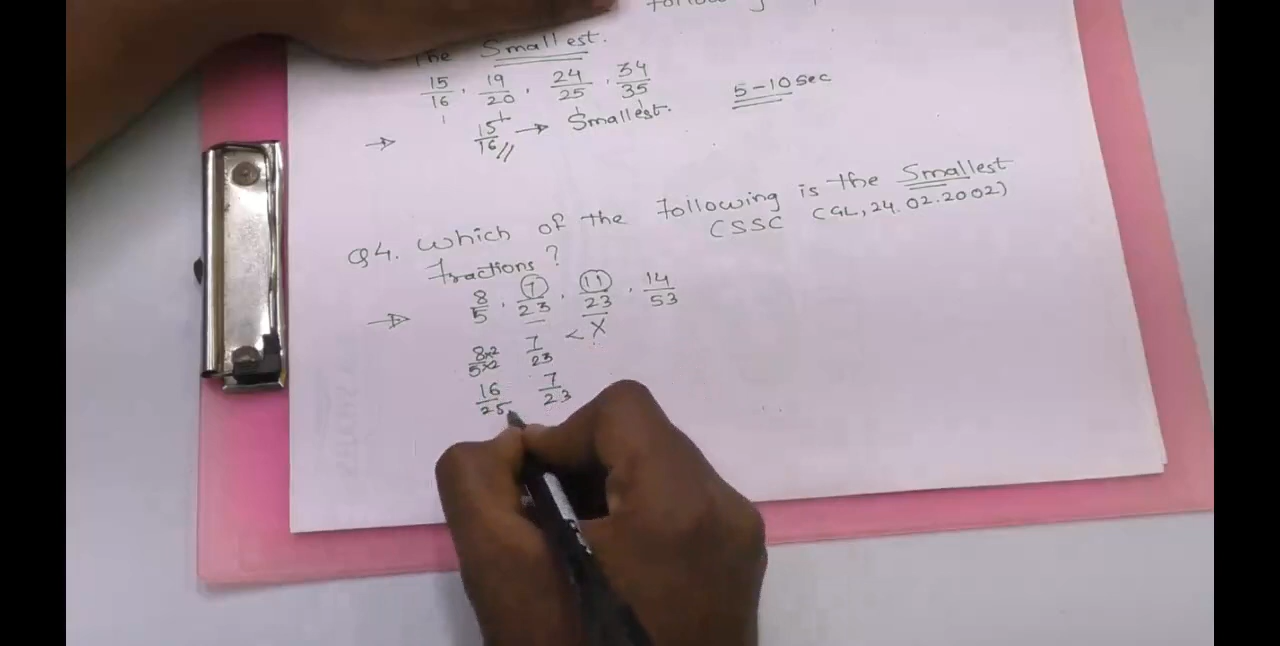 The Smallest.
15/16, 19/20, 24/25, 34/35
5-10 Sec
15/16 // → Smallest.
Q4. Which of the Following is the Smallest
Fractions? (SSC CGL, 24.02.2002)
8/5, 7/23, 11/23, 14/53
8×2/5×2 7/23 < X
16/25 7/23